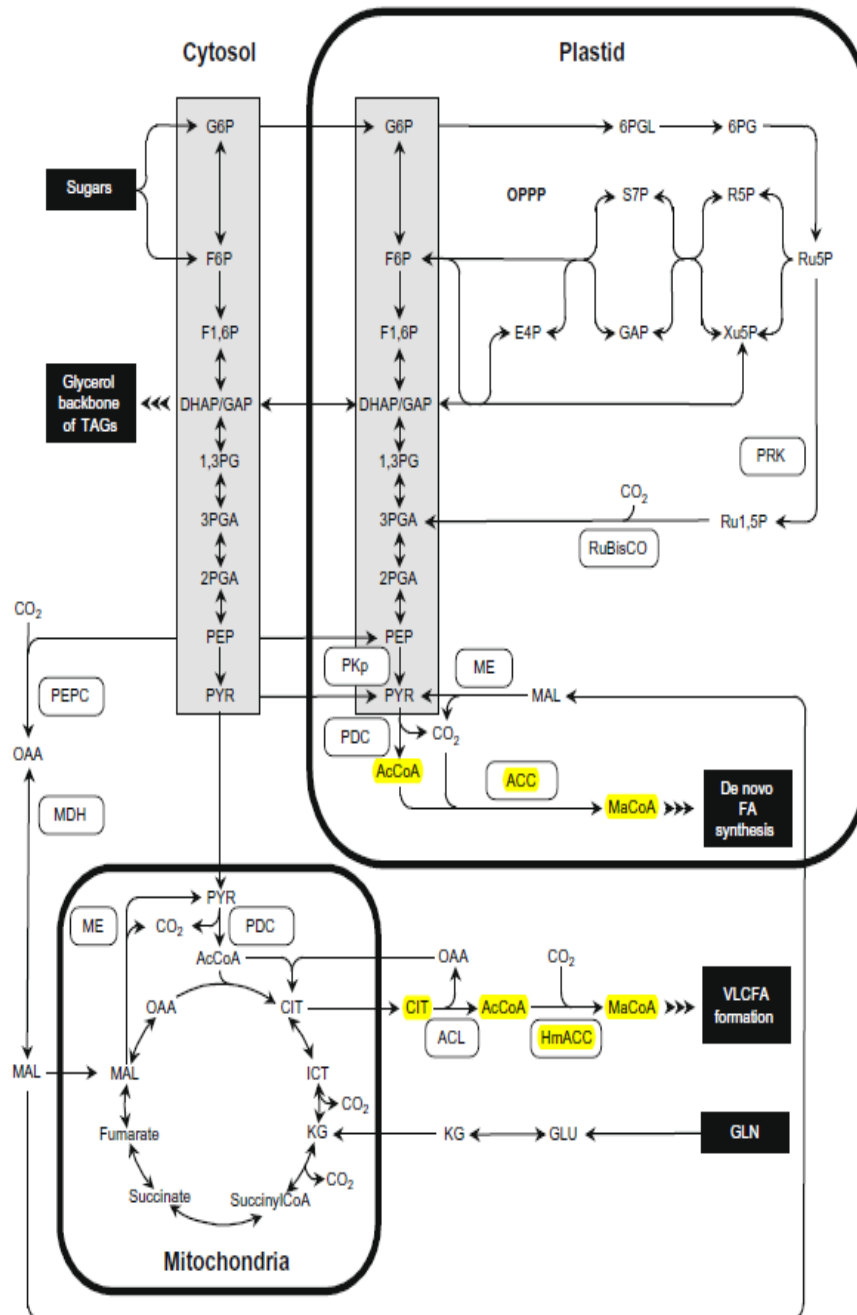 Cytosol
Plastid
G6P
G6P
6PGL
6PG
Sugars
OPPP
S7P
R5P
F6P
F6P
Ru5P
F1,6P
F1,6P
E4P
GAP
Xu5P
Glycerol
backbone
of TAGs
DHAP/GAP
DHAP/GAP
1,3PG
1,3PG
PRK
CO2
3PGA
3PGA
Ru1,5P
RuBisCO
2PGA
2PGA
CO2
PEP
PEP
PKp
ME
PEPC
PYR
PYR
MAL
PDC
CO2
OAA
AcCoA
ACC
MaCoA
De novo
FA
synthesis
MDH
PYR
ME
CO2
PDC
AcCoA
OAA
CO2
OAA
CIT
CIT
AcCoA
MaCoA
VLCFA
formation
ACL
HmACC
MAL
MAL
ICT
CO2
Fumarate
KG
KG
GLU
GLN
CO2
Succinate
SuccinylCoA
Mitochondria